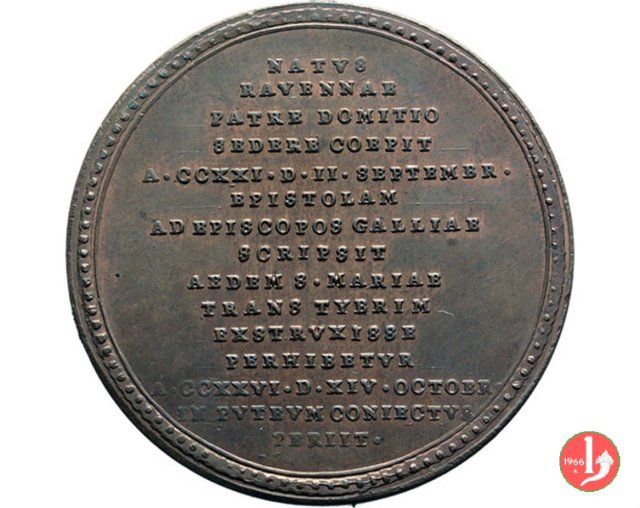 NATVS
RAVENNAE
PATRE DOMITIO
SEDERE COEPIT
A·CCXXI·D·II·SEPTEMBR·
EPISTOLAM
AD EPISCOPOS GALLIAE
SCRIPSIT
AEDEM S·MARIAE
TRANS TYBERIM
EXSTRVXISSE
PERHIBETVR
A·CCXXVI·D·XIV·OCTOBR
IN PVTEVM CONIECTVS
PERIIT·
1966